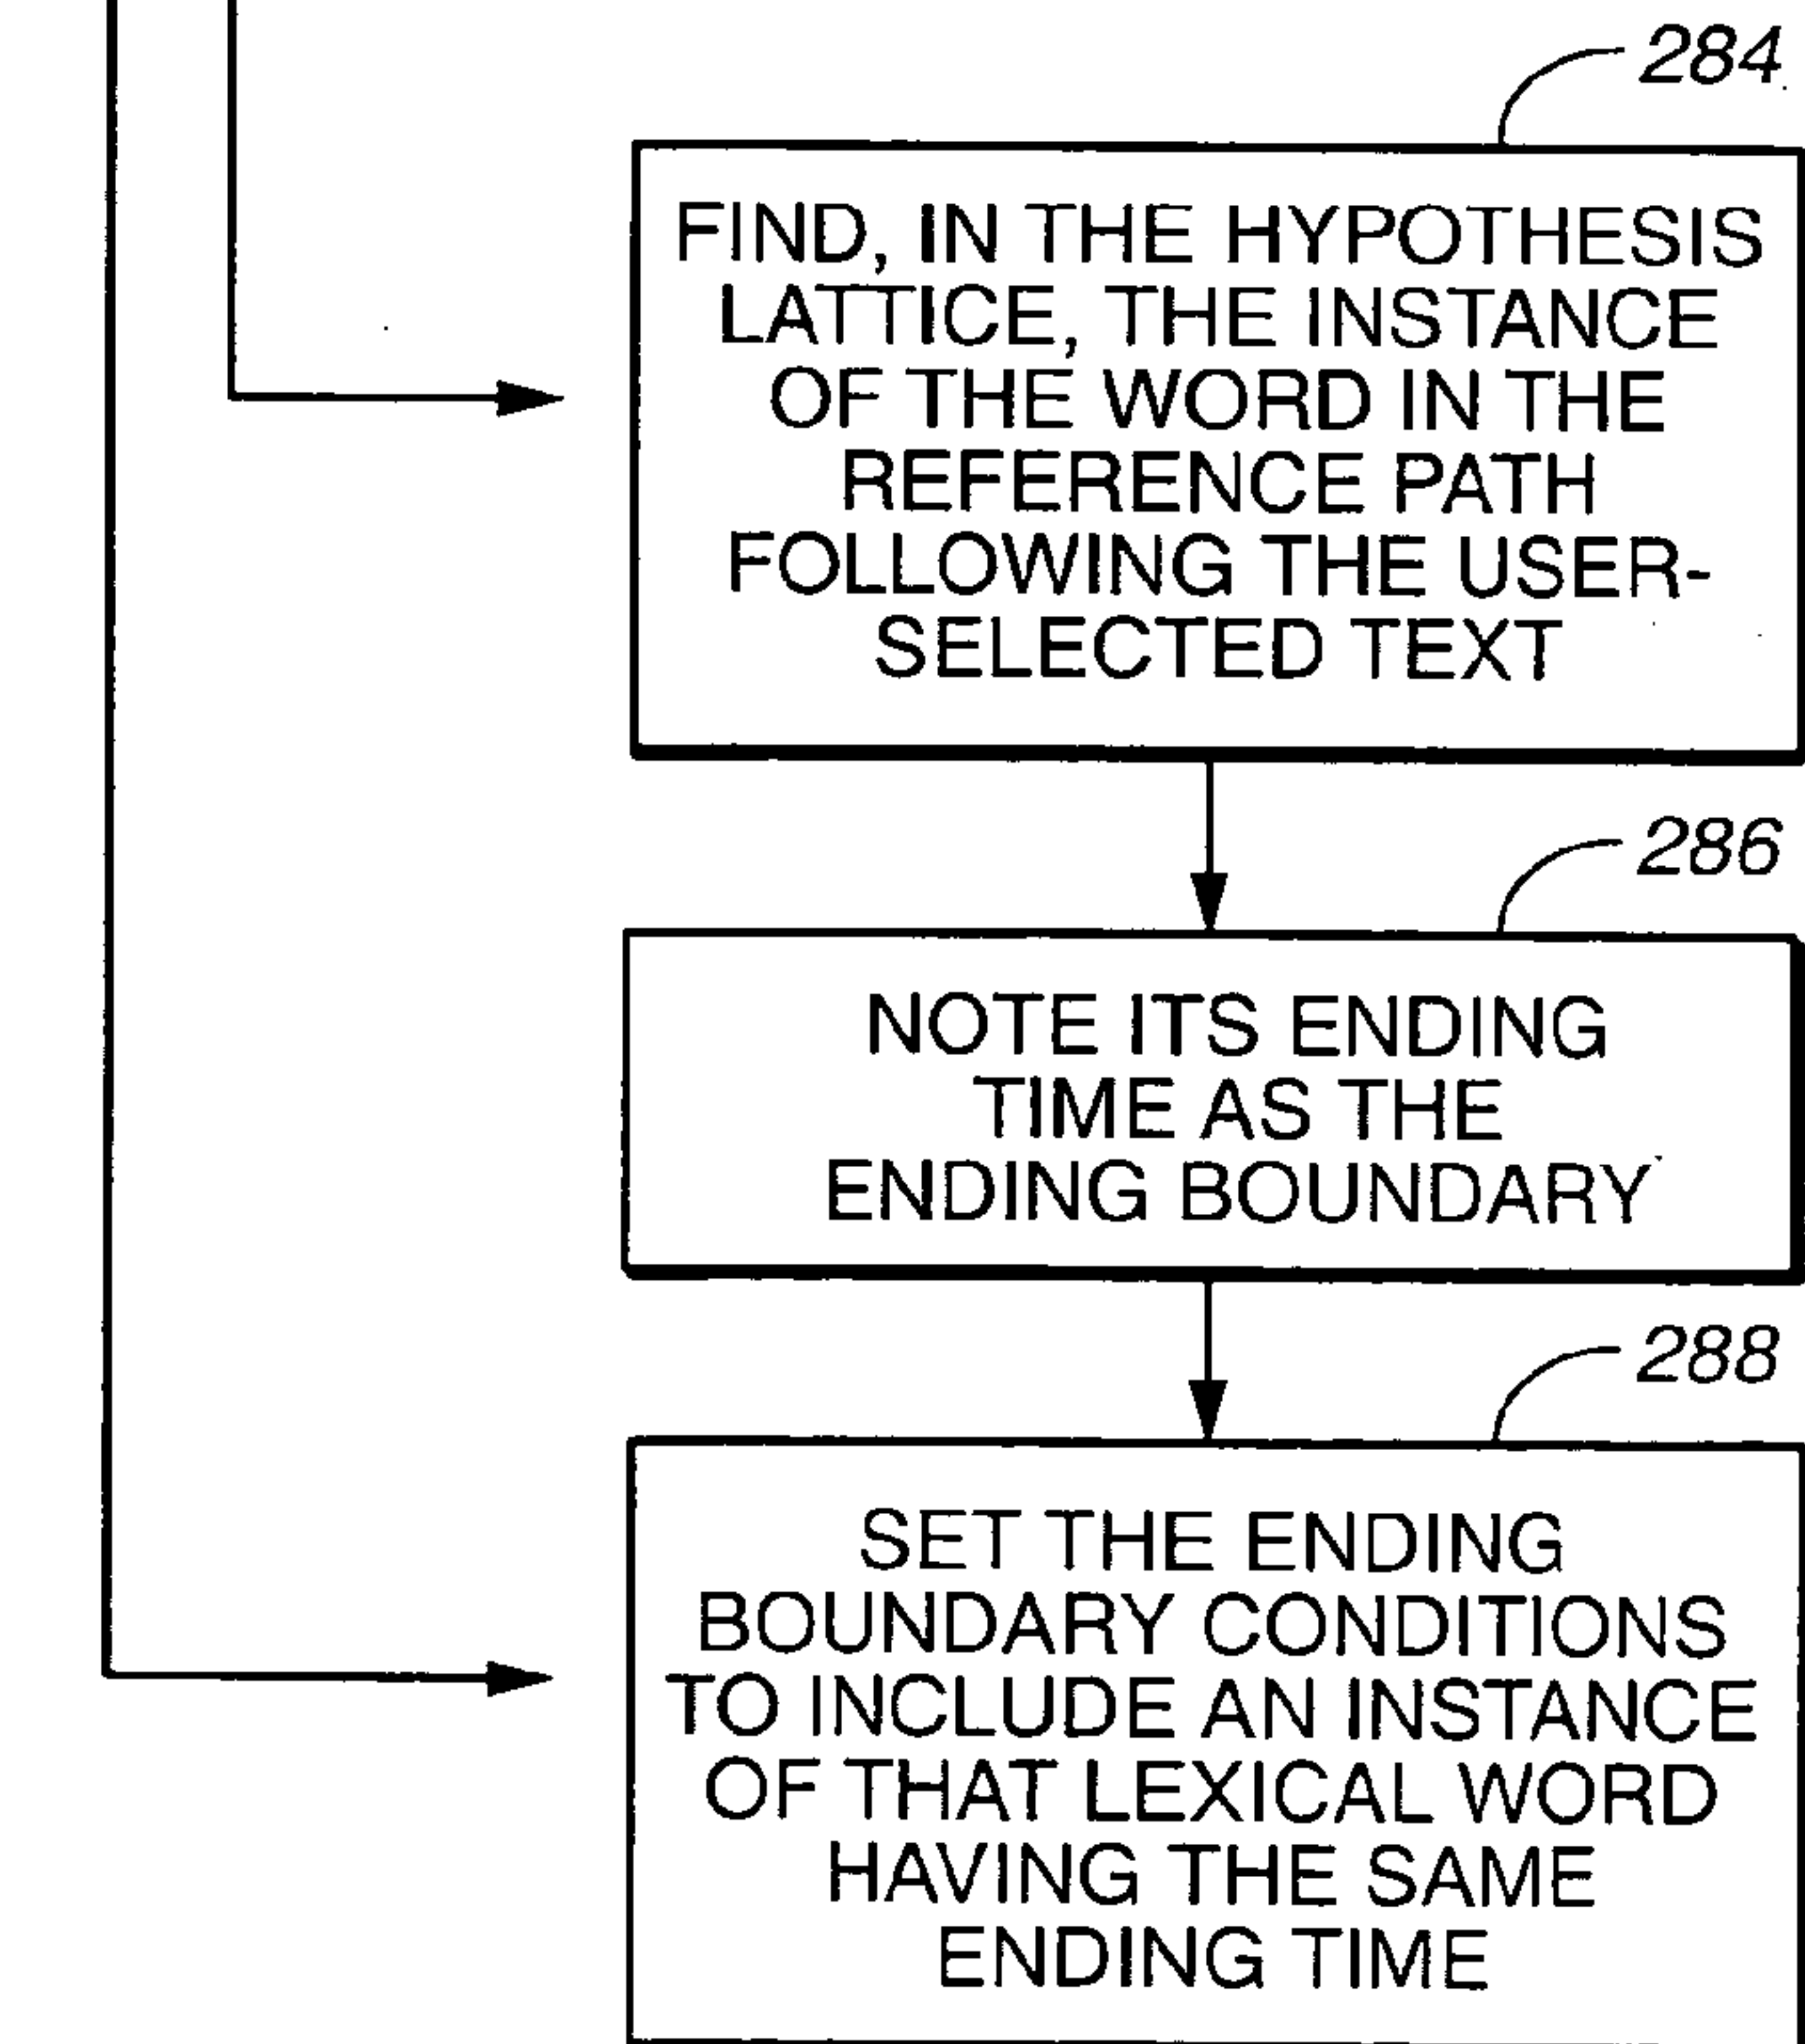 284
FIND, IN THE HYPOTHESIS
LATTICE, THE INSTANCE
OF THE WORD IN THE
REFERENCE PATH
FOLLOWING THE USER-
SELECTED TEXT
286
NOTE ITS ENDING
TIME AS THE
ENDING BOUNDARY
288
SET THE ENDING
BOUNDARY CONDITIONS
TO INCLUDE AN INSTANCE
OF THAT LEXICAL WORD
HAVING THE SAME
ENDING TIME